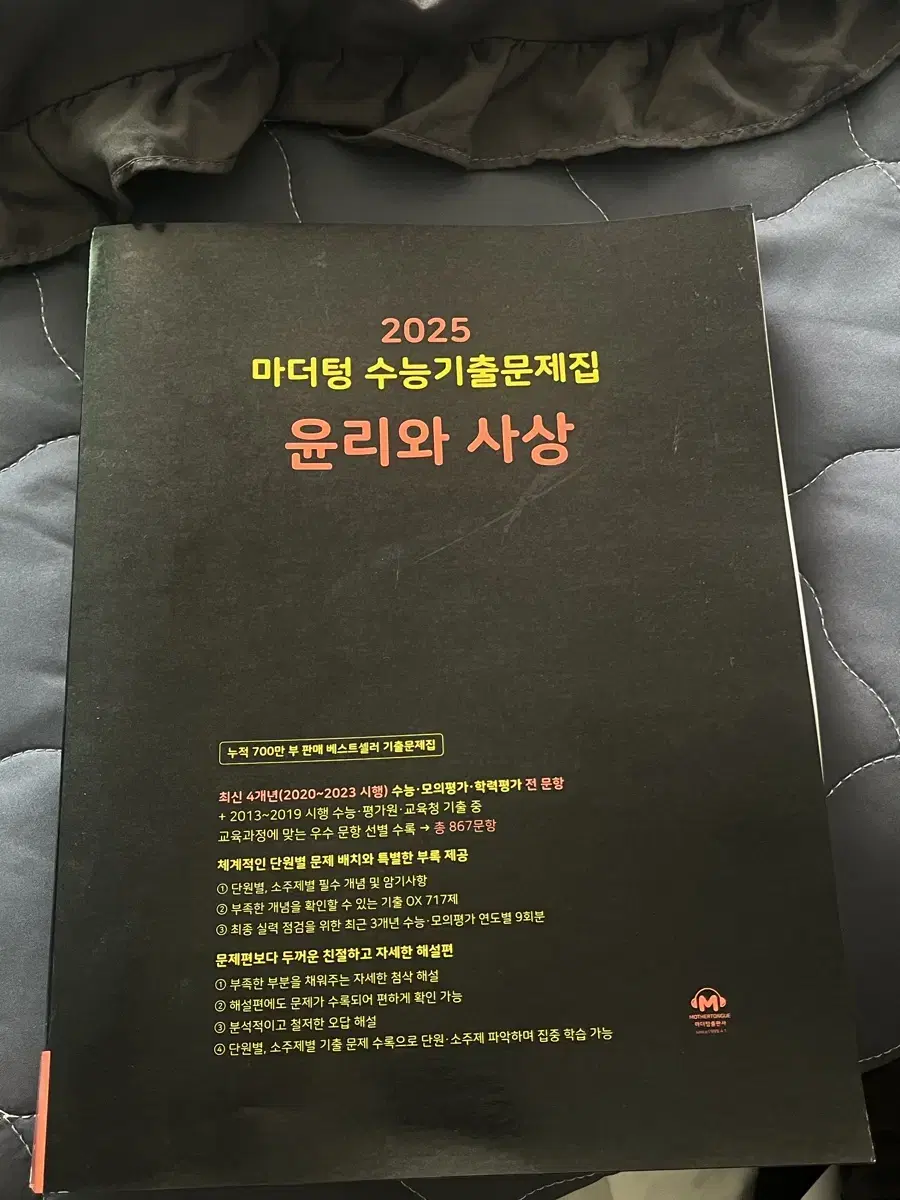 2025
마더텅 수능기출문제집
윤리와 사상
누적 700만 부 판매 베스트셀러 기출문제집
최신 4개년(2020~2023 시행) 수능·모의평가·학력평가 전 문항
+ 2013~2019 시행 수능·평가원·교육청 기출 중
교육과정에 맞는 우수 문항 선별 수록 → 총 867문항
체계적인 단원별 문제 배치와 특별한 부록 제공
① 단원별, 소주제별 필수 개념 및 암기사항
② 부족한 개념을 확인할 수 있는 기출 OX 717제
③ 최종 실력 점검을 위한 최근 3개년 수능·모의평가 연도별 9회분
문제편보다 두꺼운 친절하고 자세한 해설편
① 부족한 부분을 채워주는 자세한 첨삭 해설
② 해설편에도 문제가 수록되어 편하게 확인 가능
③ 분석적이고 철저한 오답 해설
④ 단원별, 소주제별 기출 문제 수록으로 단원·소주제 파악하며 집중 학습 가능
M
MOTHERTONGUE
마더텅출판사